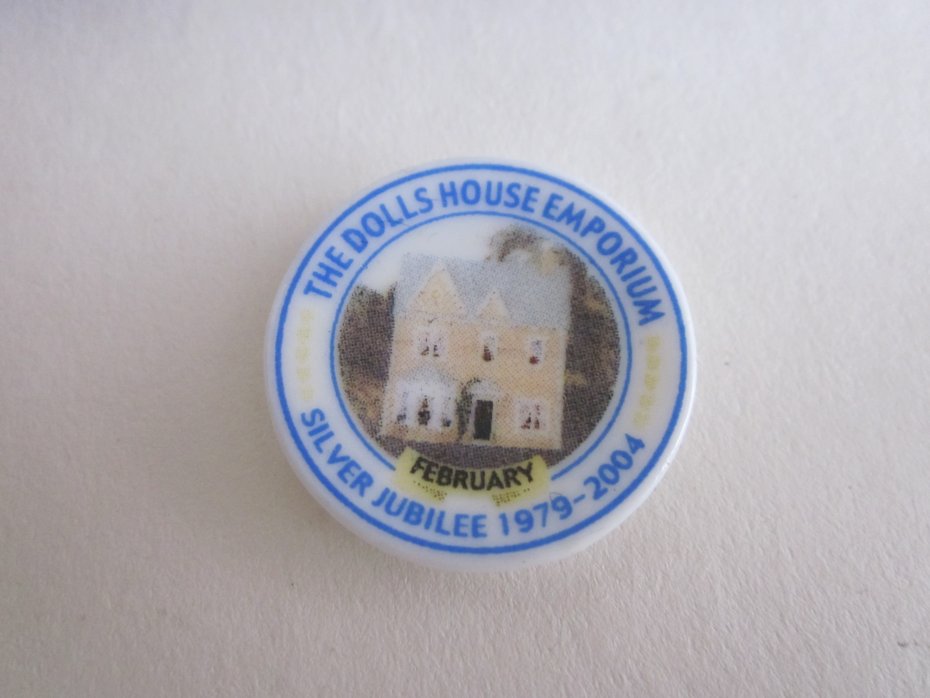 THE DOLLS HOUSE EMPORIUM
FEBRUARY
SILVER JUBILEE 1979-2004